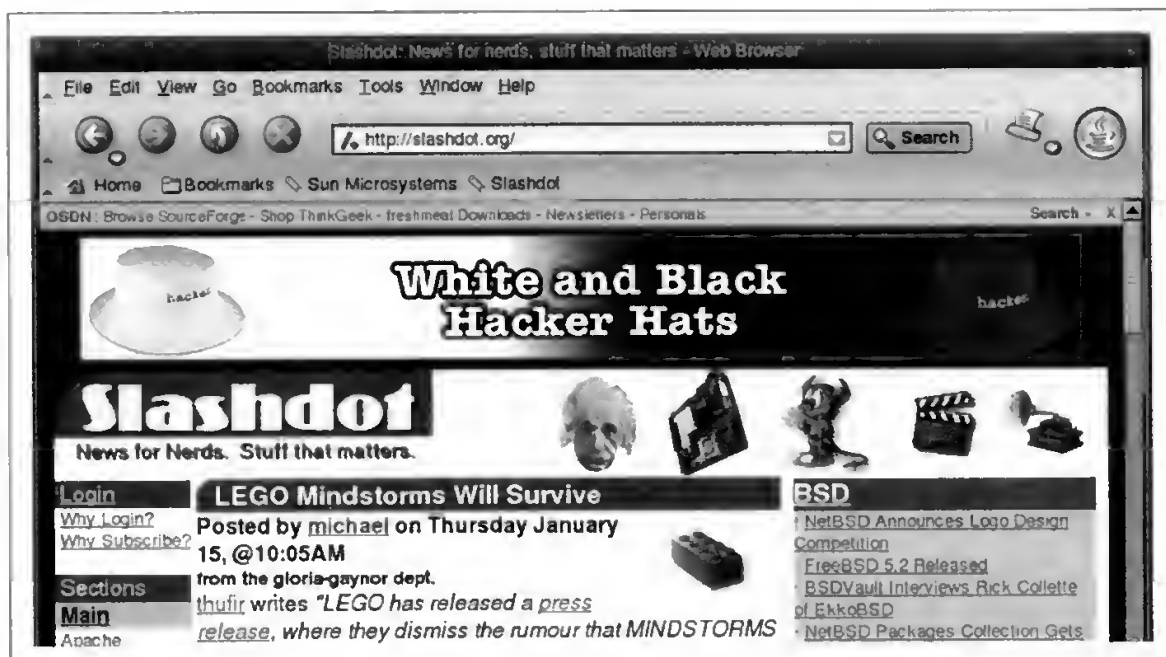 Slashdot: News for nerds, stuff that matters - Web Browser
File Edit View Go Bookmarks Tools Window Help
http://slashdot.org/
Search
Home Bookmarks Sun Microsystems Slashdot
OSDN: Browse SourceForge - Shop ThinkGeek - freshmeat Downloads - Newsletters - Personals
Search - X
hacker
White and Black
Hacker Hats
hacker
Slashdot
News for Nerds. Stuff that matters.
Login
Why Login?
Why Subscribe?
Sections
Main
Apache
LEGO Mindstorms Will Survive
Posted by michael on Thursday January
15, @10:05AM
from the gloria-gaynor dept.
thufir writes "LEGO has released a press
release, where they dismiss the rumour that MINDSTORMS
BSD
· NetBSD Announces Logo Design
Competition
· FreeBSD 5.2 Released
· BSDVault Interviews Rick Collette
of EkkoBSD
· NetBSD Packages Collection Gets